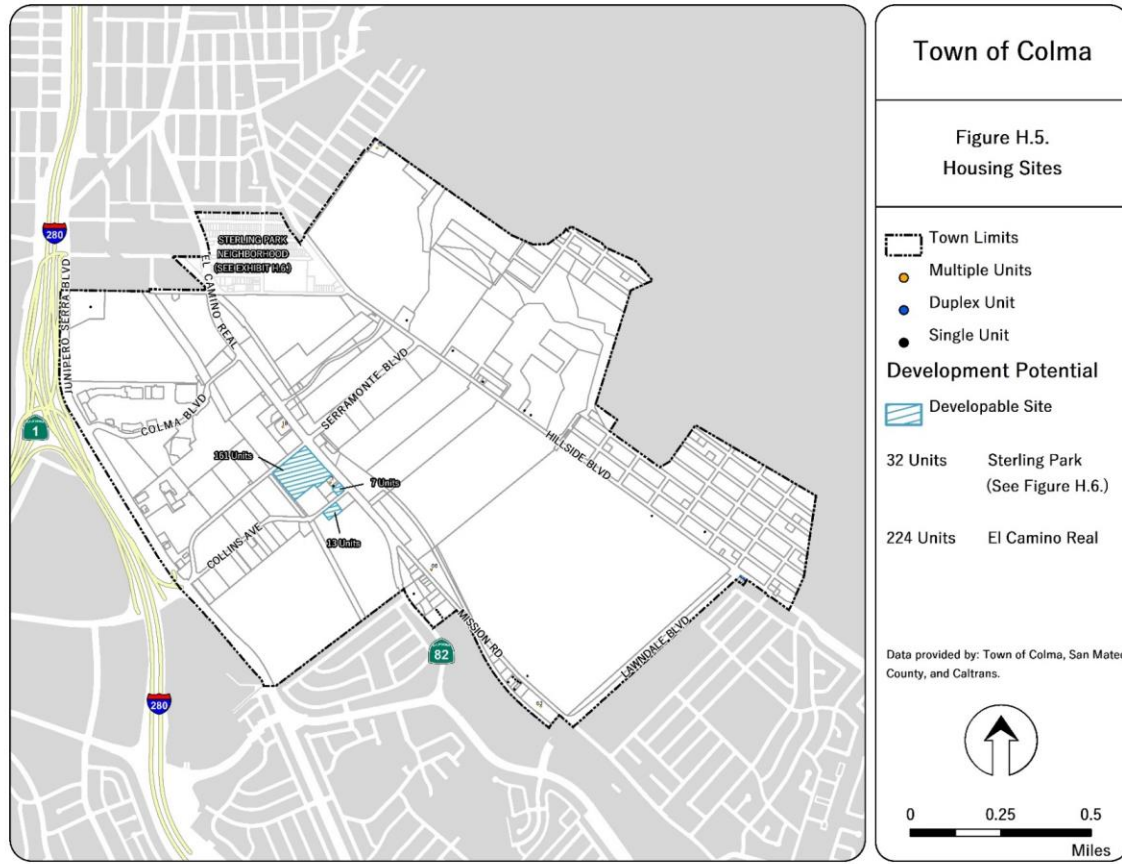 Town of Colma
Figure H.5.
Housing Sites
Town Limits
Multiple Units
Duplex Unit
Single Unit
Development Potential
Developable Site
32 Units Sterling Park
(See Figure H.6.)
224 Units El Camino Real
Data provided by: Town of Colma, San Mateo
County, and Caltrans.
0 0.25 0.5
Miles
280
STERLING PARK
NEIGHBORHOOD
(SEE EXHIBIT H.6.)
JUNIPERO SERRA BLVD
EL CAMINO REAL
SERRAMONTE BLVD
COLMA BLVD
1
HILLSIDE BLVD
161 Units
7 Units
COLLINS AVE
13 Units
MISSION RD
LAWNDALE BLVD
82
280